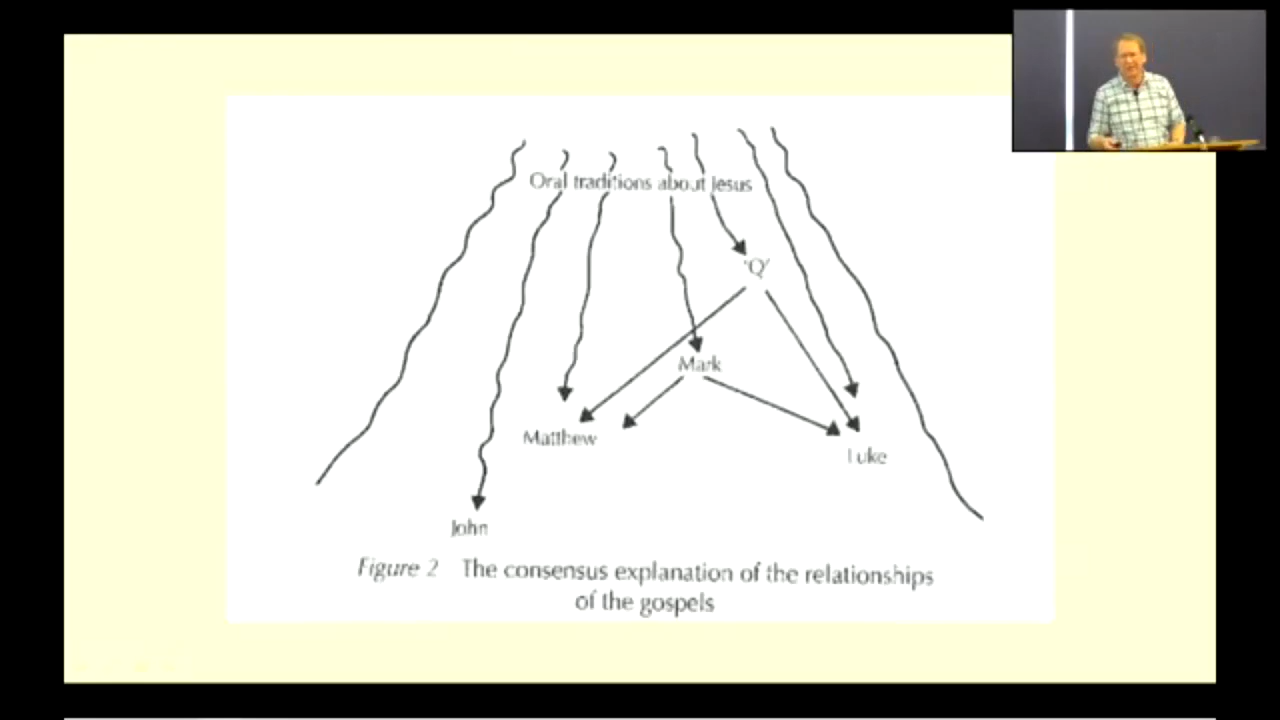 Oral traditions about Jesus
'Q'
Mark
Matthew
Luke
John
Figure 2 The consensus explanation of the relationships
of the gospels